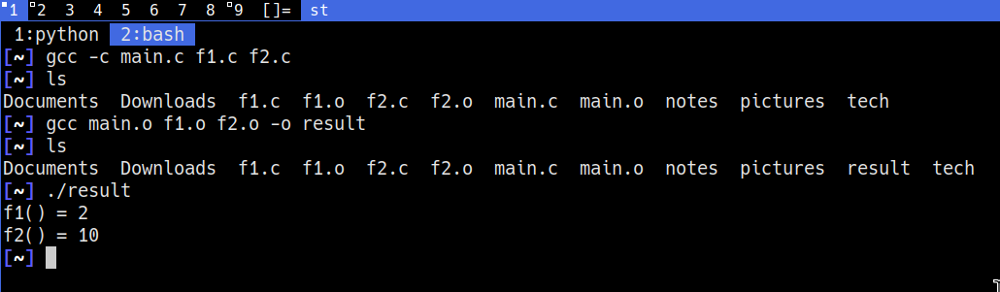 1 2 3 4 5 6 7 8 9 []= st
1:python 2:bash
[~] gcc -c main.c f1.c f2.c
[~] ls
Documents Downloads f1.c f1.o f2.c f2.o main.c main.o notes pictures tech
[~] gcc main.o f1.o f2.o -o result
[~] ls
Documents Downloads f1.c f1.o f2.c f2.o main.c main.o notes pictures result tech
[~] ./result
f1() = 2
f2() = 10
[~]